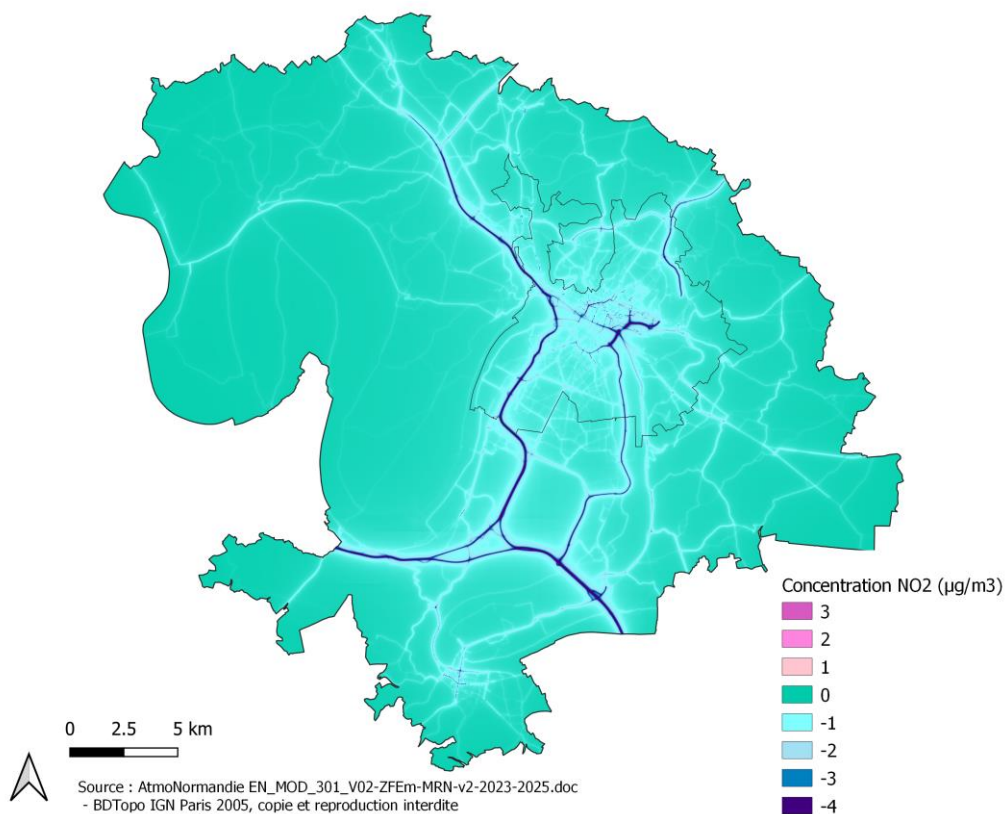 Concentration NO2 (µg/m3)
3
2
1
0
-1
-2
-3
-4
0 2.5 5 km
Source : AtmoNormandie EN_MOD_301_V02-ZFEm-MRN-v2-2023-2025.doc
- BDTopo IGN Paris 2005, copie et reproduction interdite